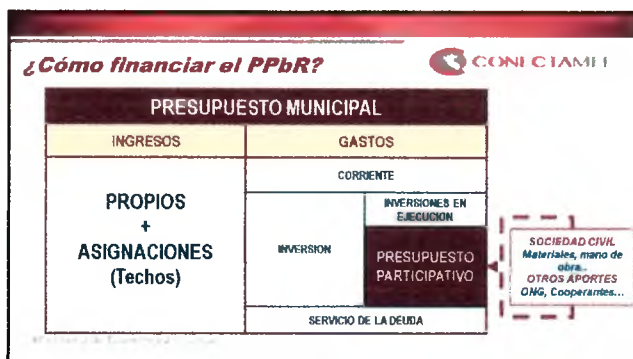 ¿Cómo financiar el PPbR?
CONECTAMEF
PRESUPUESTO MUNICIPAL
INGRESOS
GASTOS
PROPIOS
+
ASIGNACIONES
(Techos)
CORRIENTE
INVERSION
INVERSIONES EN
EJECUCION
PRESUPUESTO
PARTICIPATIVO
SERVICIO DE LA DEUDA
SOCIEDAD CIVIL
Materiales, mano de
obra..
OTROS APORTES
ONG, Cooperantes...